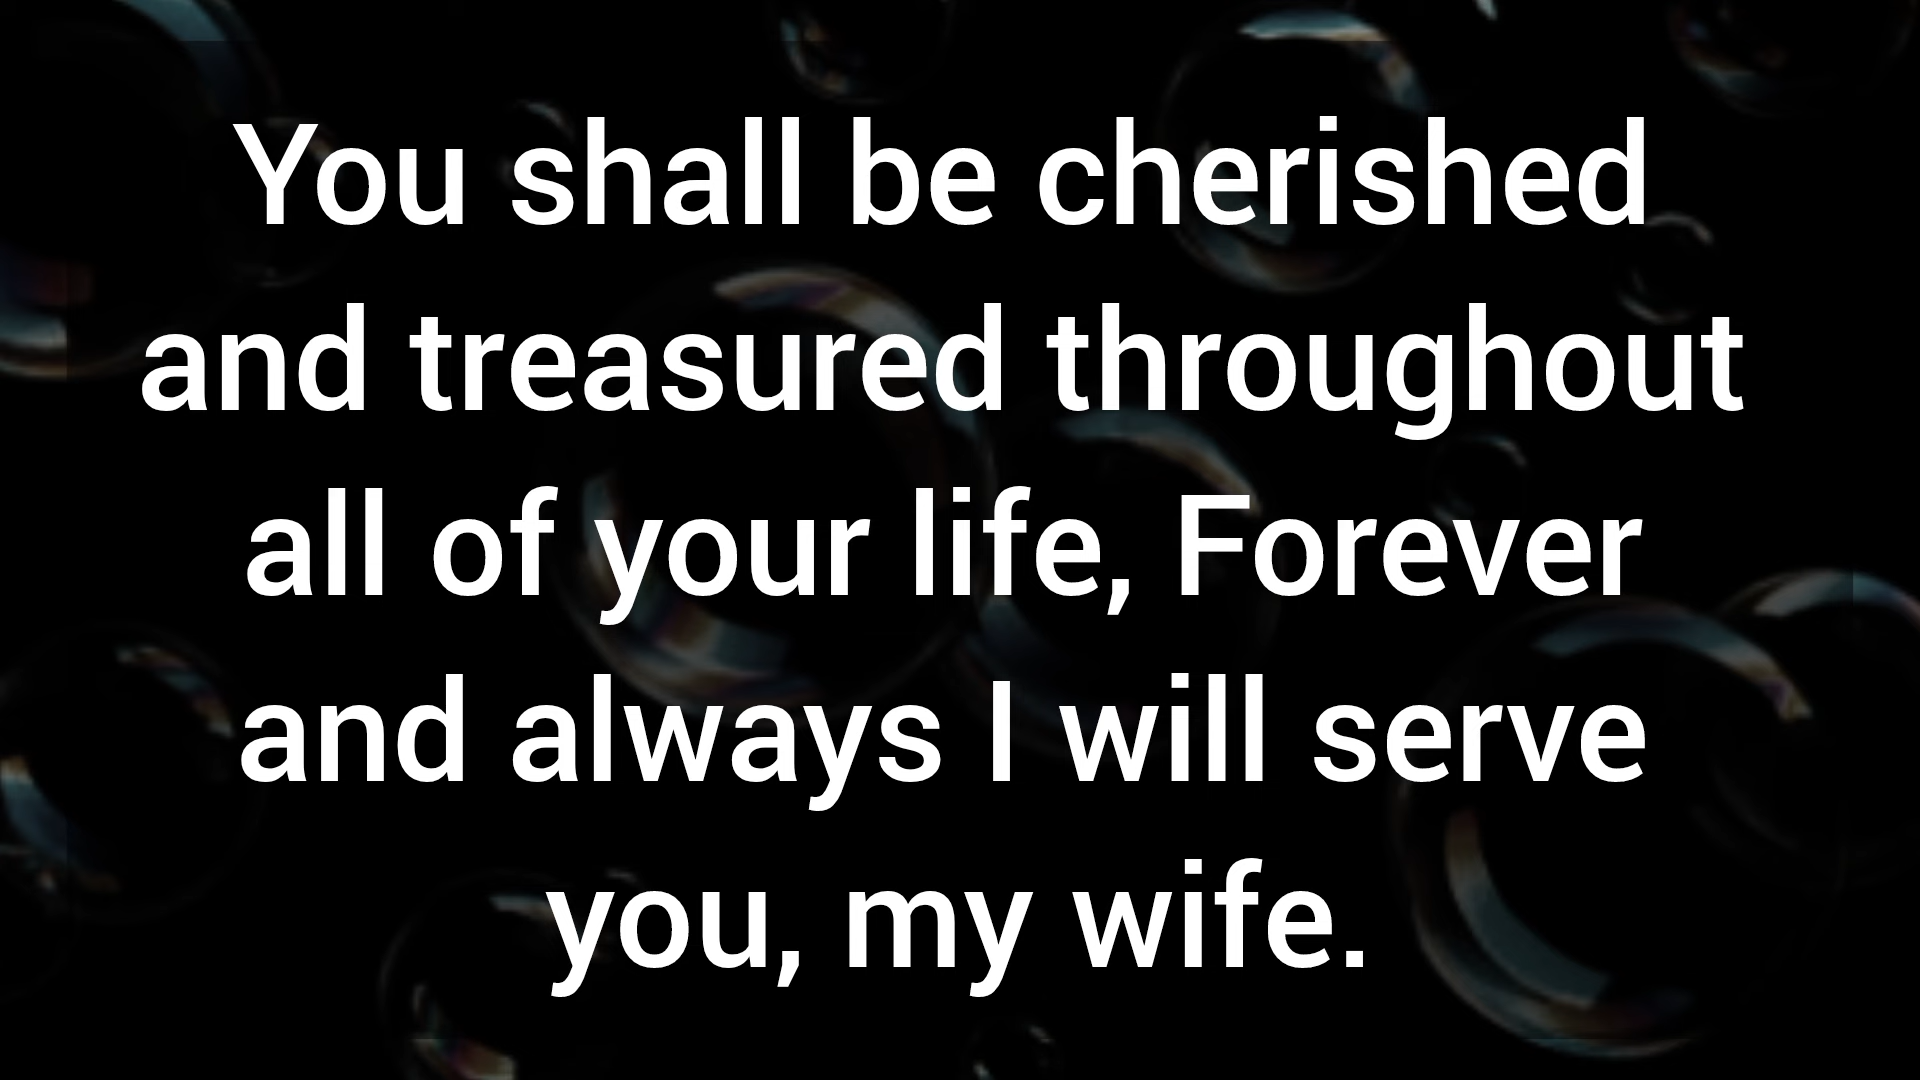 You shall be cherished
and treasured throughout
all of your life, Forever
and always I will serve
you, my wife.